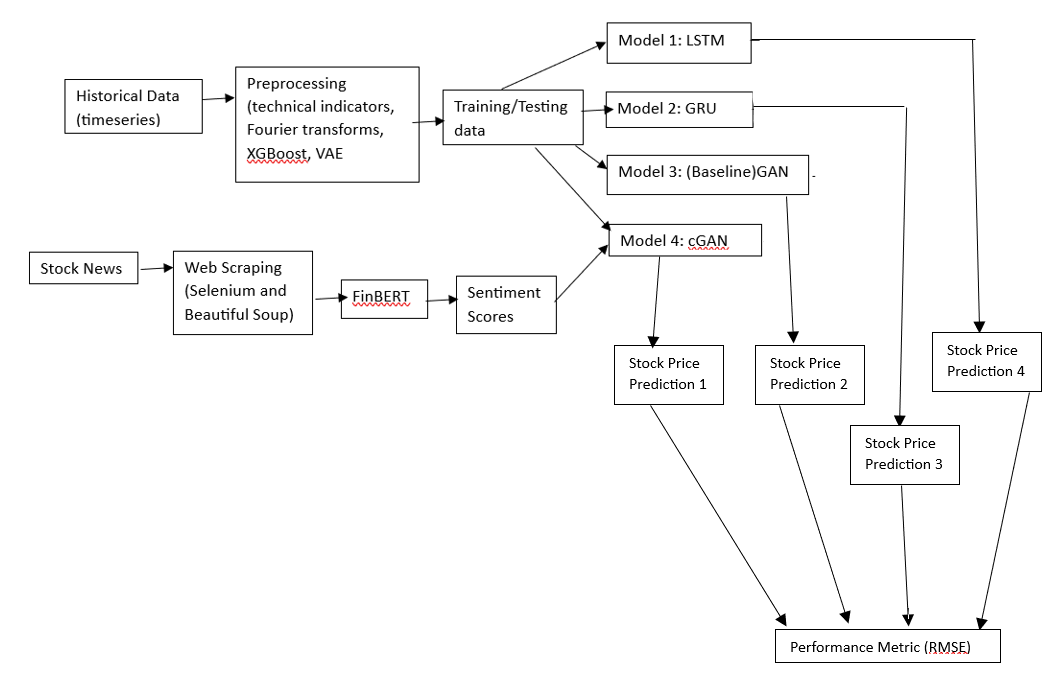 Model 1: LSTM
Historical Data
(timeseries)
Preprocessing
(technical indicators,
Fourier transforms,
XGBoost, VAE
Training/Testing
data
Model 2: GRU
Model 3: (Baseline)GAN
Model 4: cGAN
Stock News
Web Scraping
(Selenium and
Beautiful Soup)
FinBERT
Sentiment
Scores
Stock Price
Prediction 1
Stock Price
Prediction 2
Stock Price
Prediction 4
Stock Price
Prediction 3
Performance Metric (RMSE)